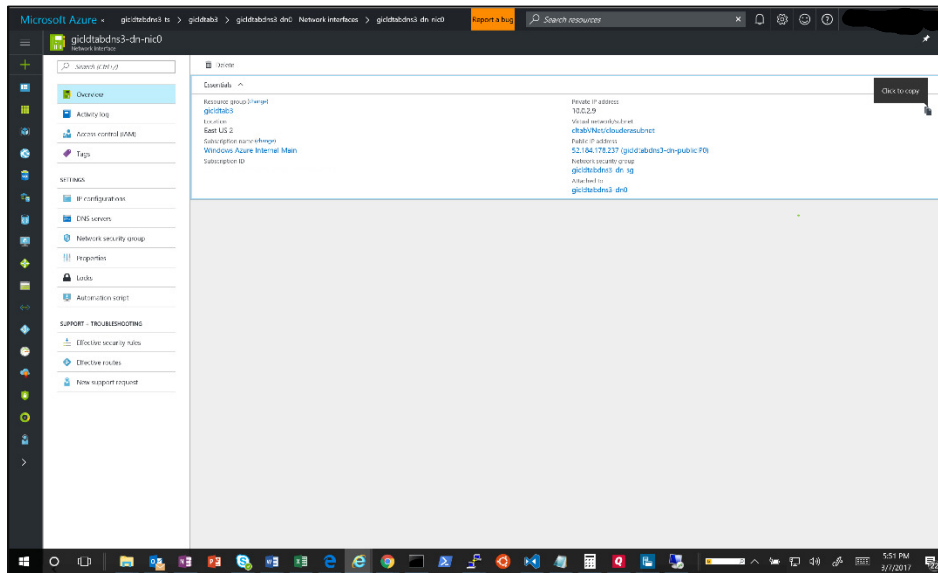 Microsoft Azure gicldtabdns3 ts > gicldtab3 > gicldtabdns3 dn0 Network interfaces > gicldtabdns3 dn nic0 Report a bug Search resources
gicldtabdns3-dn-nic0
Network interface
Search (Ctrl+/)
Delete
Essentials
Click to copy
Overview
Activity log
Access control (IAM)
Tags
SETTINGS
IP configurations
DNS servers
Network security group
Properties
Locks
Automation script
SUPPORT + TROUBLESHOOTING
Effective security rules
Effective routes
New support request
Resource group (change)
gicldtab3
Location
East US 2
Subscription name (change)
Windows Azure Internal Main
Subscription ID
Private IP address
10.0.2.9
Virtual network/subnet
cltabVNet/clouderasubnet
Public IP address
52.184.178.237 (gicldtabdns3-dn-publicIP0)
Network security group
gicldtabdns3-dn-sg
Attached to
gicldtabdns3-dn0
5:51 PM
3/7/2017